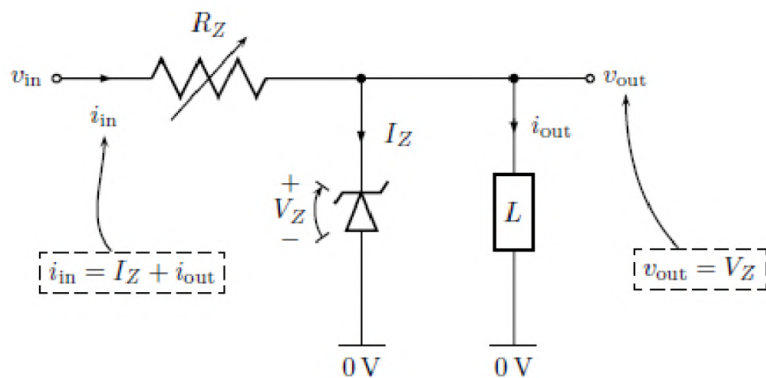 R_Z
v_in
v_out
i_in
I_Z
i_out
+
V_Z
−
L
i_in = I_Z + i_out
v_out = V_Z
0 V
0 V